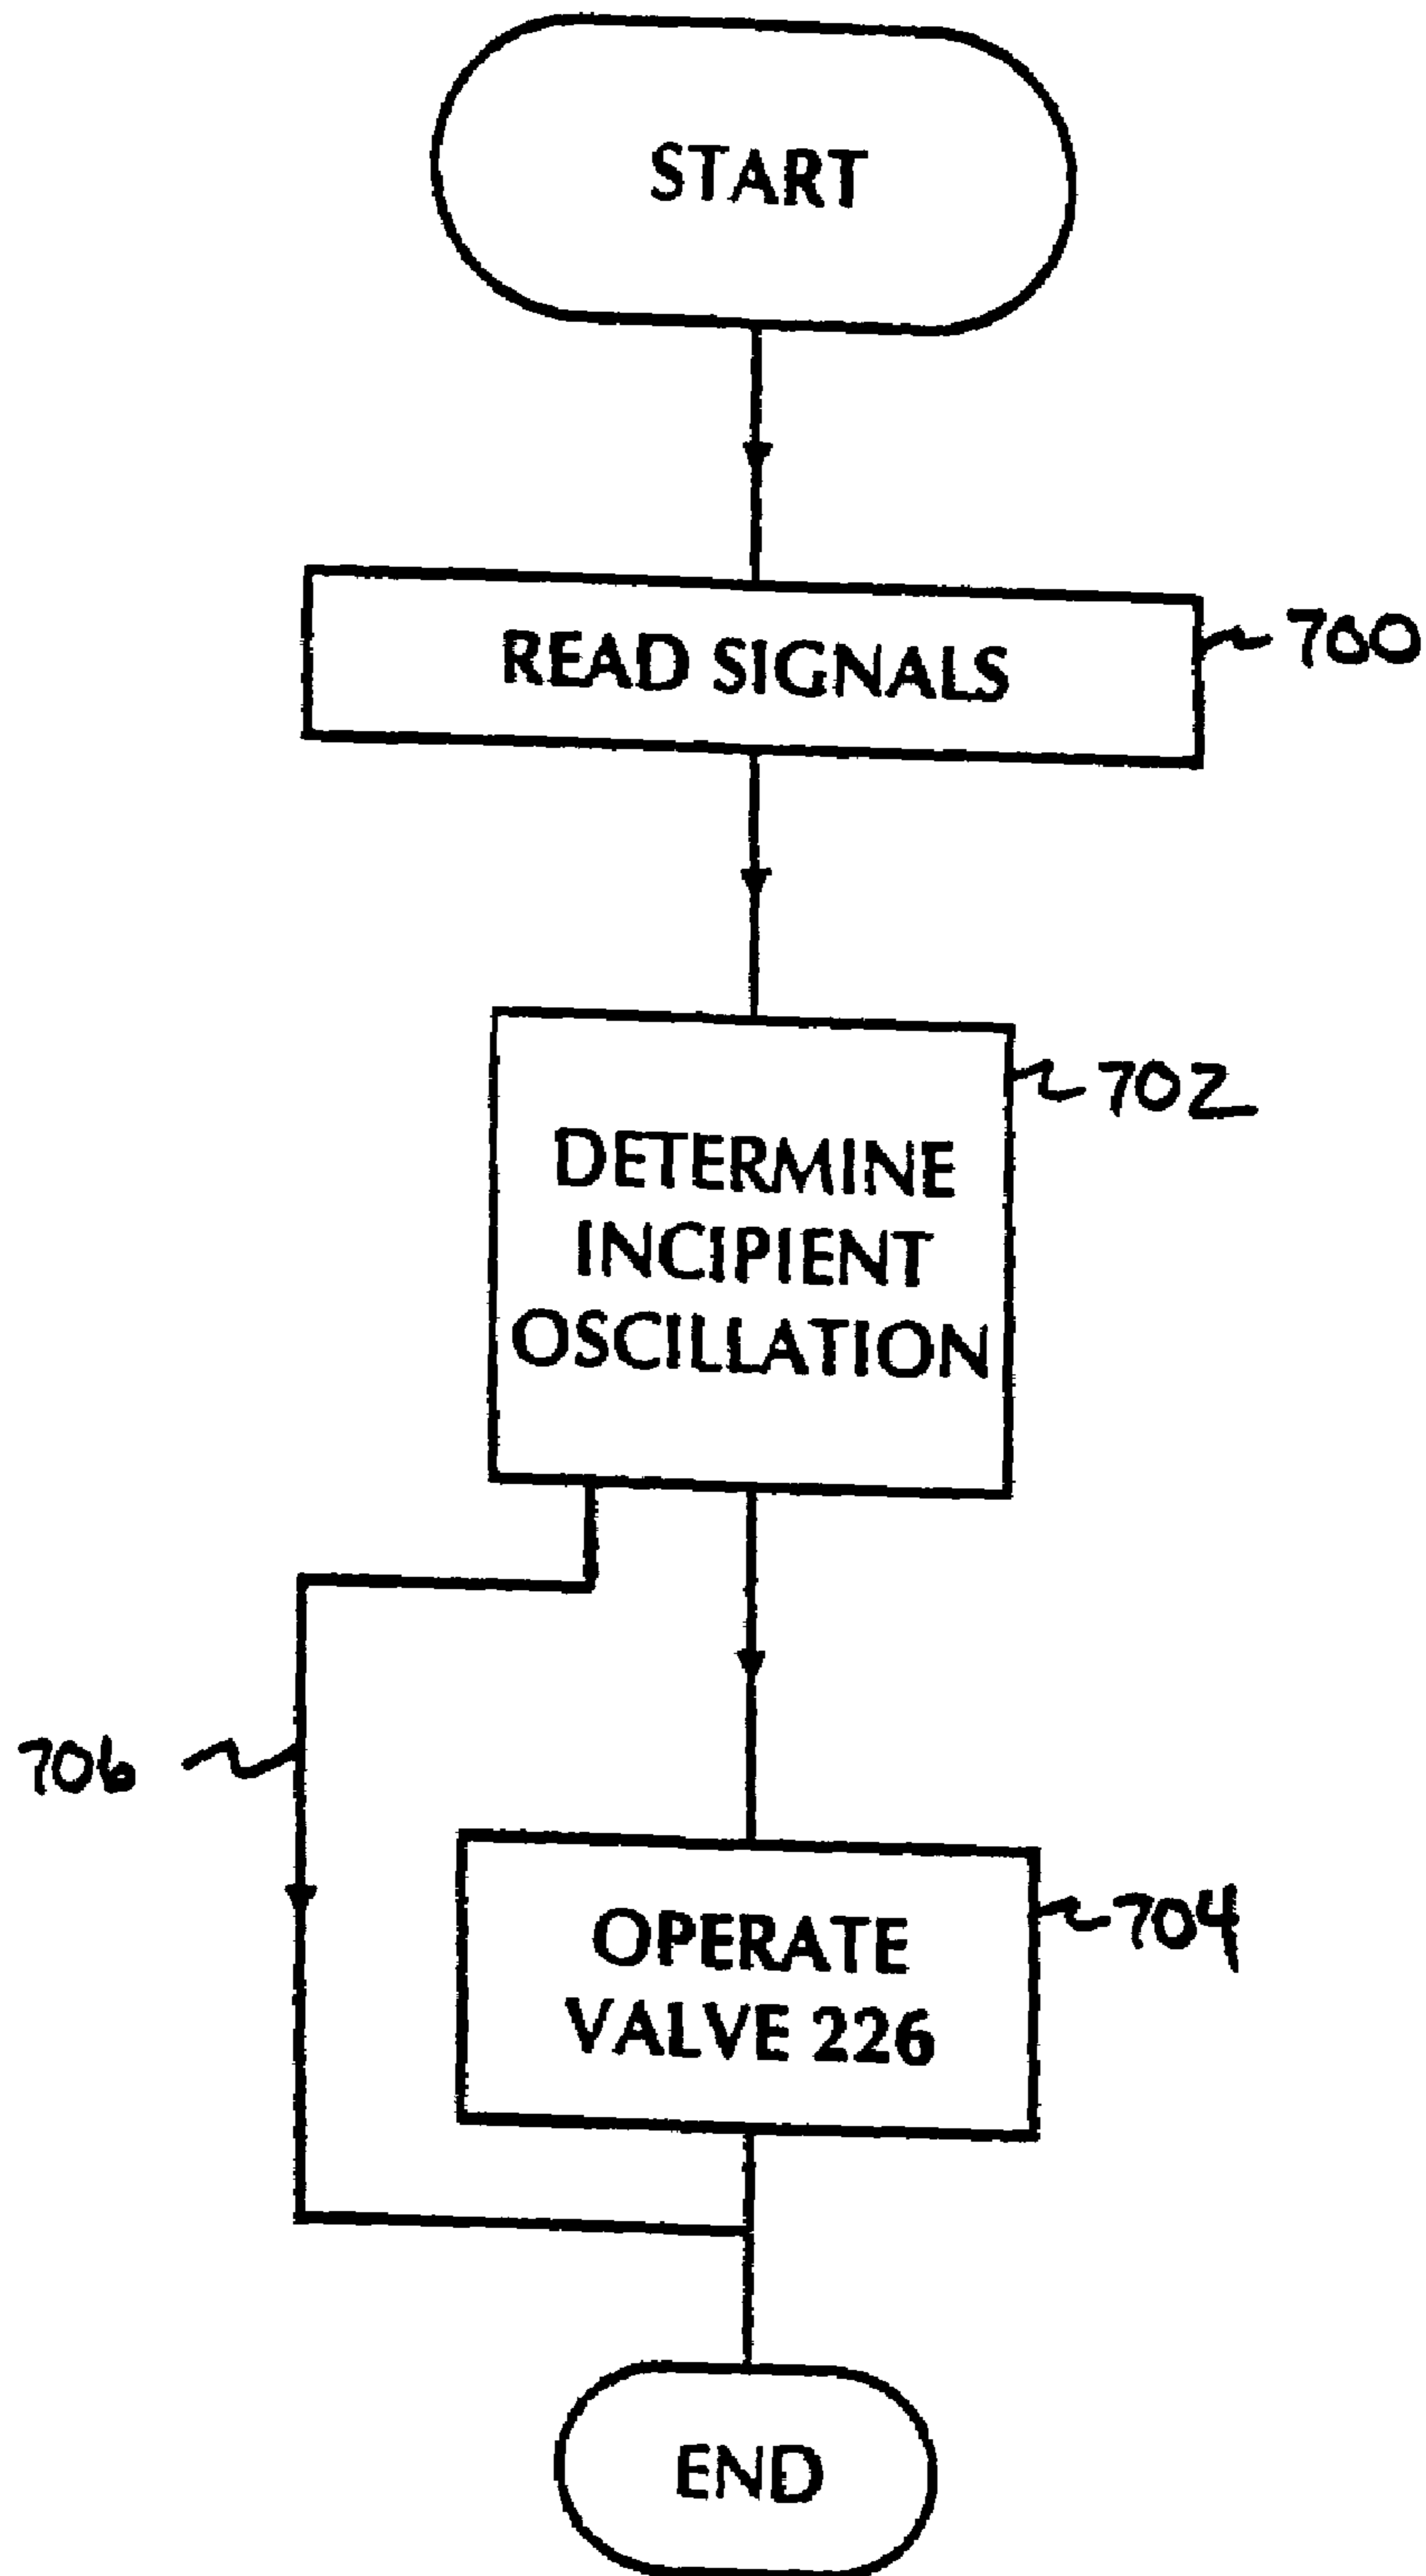 START
READ SIGNALS
700
702
DETERMINE
INCIPIENT
OSCILLATION
706
OPERATE
VALVE 226
704
END